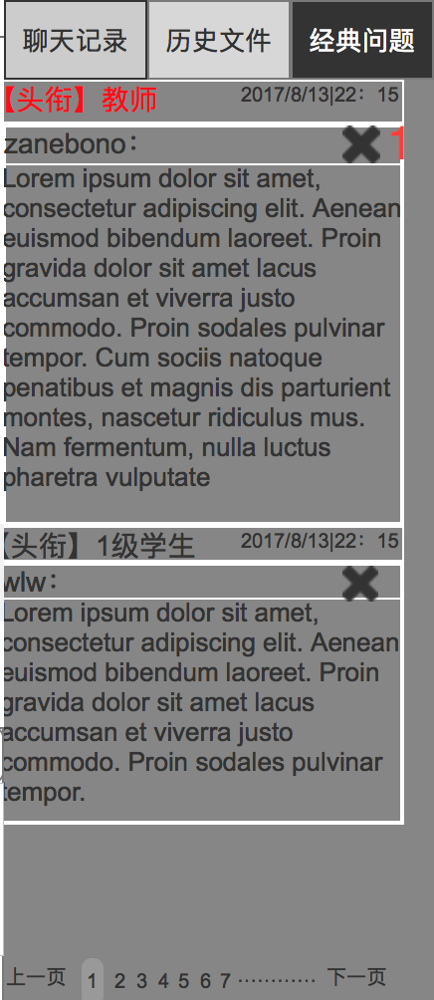 聊天记录 历史文件 经典问题
【头衔】教师 2017/8/13|22：15
zanebono： 1
Lorem ipsum dolor sit amet,
consectetur adipiscing elit. Aenean
euismod bibendum laoreet. Proin
gravida dolor sit amet lacus
accumsan et viverra justo
commodo. Proin sodales pulvinar
tempor. Cum sociis natoque
penatibus et magnis dis parturient
montes, nascetur ridiculus mus.
Nam fermentum, nulla luctus
pharetra vulputate
【头衔】1级学生 2017/8/13|22：15
wlw：
Lorem ipsum dolor sit amet,
consectetur adipiscing elit. Aenean
euismod bibendum laoreet. Proin
gravida dolor sit amet lacus
accumsan et viverra justo
commodo. Proin sodales pulvinar
tempor.
上一页 1 2 3 4 5 6 7 ………… 下一页